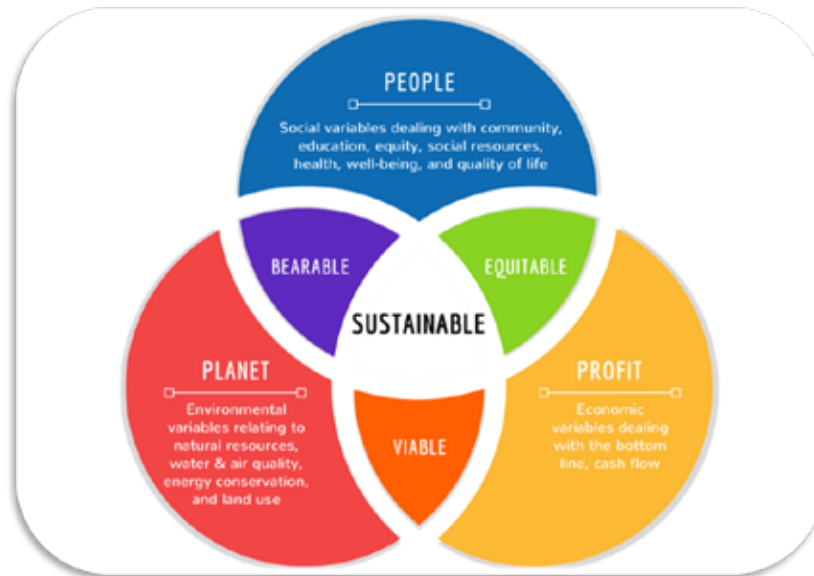 PEOPLE
Social variables dealing with community,
education, equity, social resources,
health, well-being, and quality of life
BEARABLE
EQUITABLE
SUSTAINABLE
PLANET
Environmental
variables relating to
natural resources,
water & air quality,
energy conservation,
and land use
PROFIT
Economic
variables dealing
with the bottom
line, cash flow
VIABLE